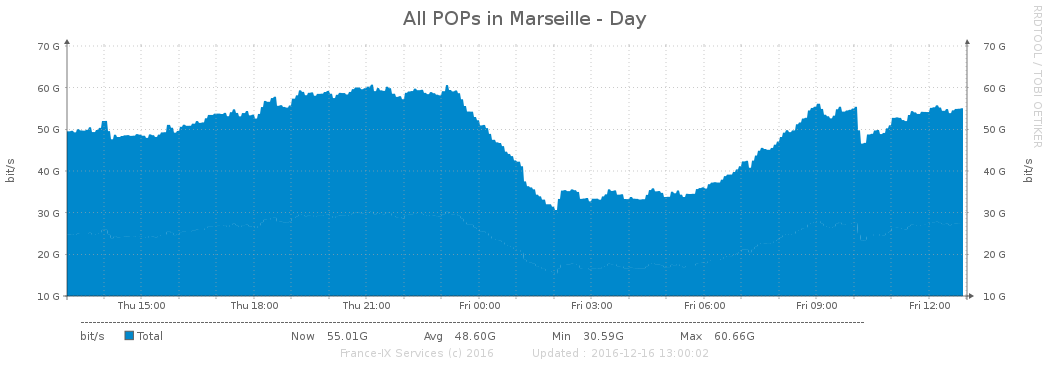 All POPs in Marseille - Day
RRDTOOL / TOBI OETIKER
70 G 70 G
60 G 60 G
50 G 50 G
40 G 40 G
30 G 30 G
20 G 20 G
10 G 10 G
bit/s
bit/s
Thu 15:00 Thu 18:00 Thu 21:00 Fri 00:00 Fri 03:00 Fri 06:00 Fri 09:00 Fri 12:00
bit/s Total Now 55.01G Avg 48.60G Min 30.59G Max 60.66G
France-IX Services (c) 2016 Updated : 2016-12-16 13:00:02